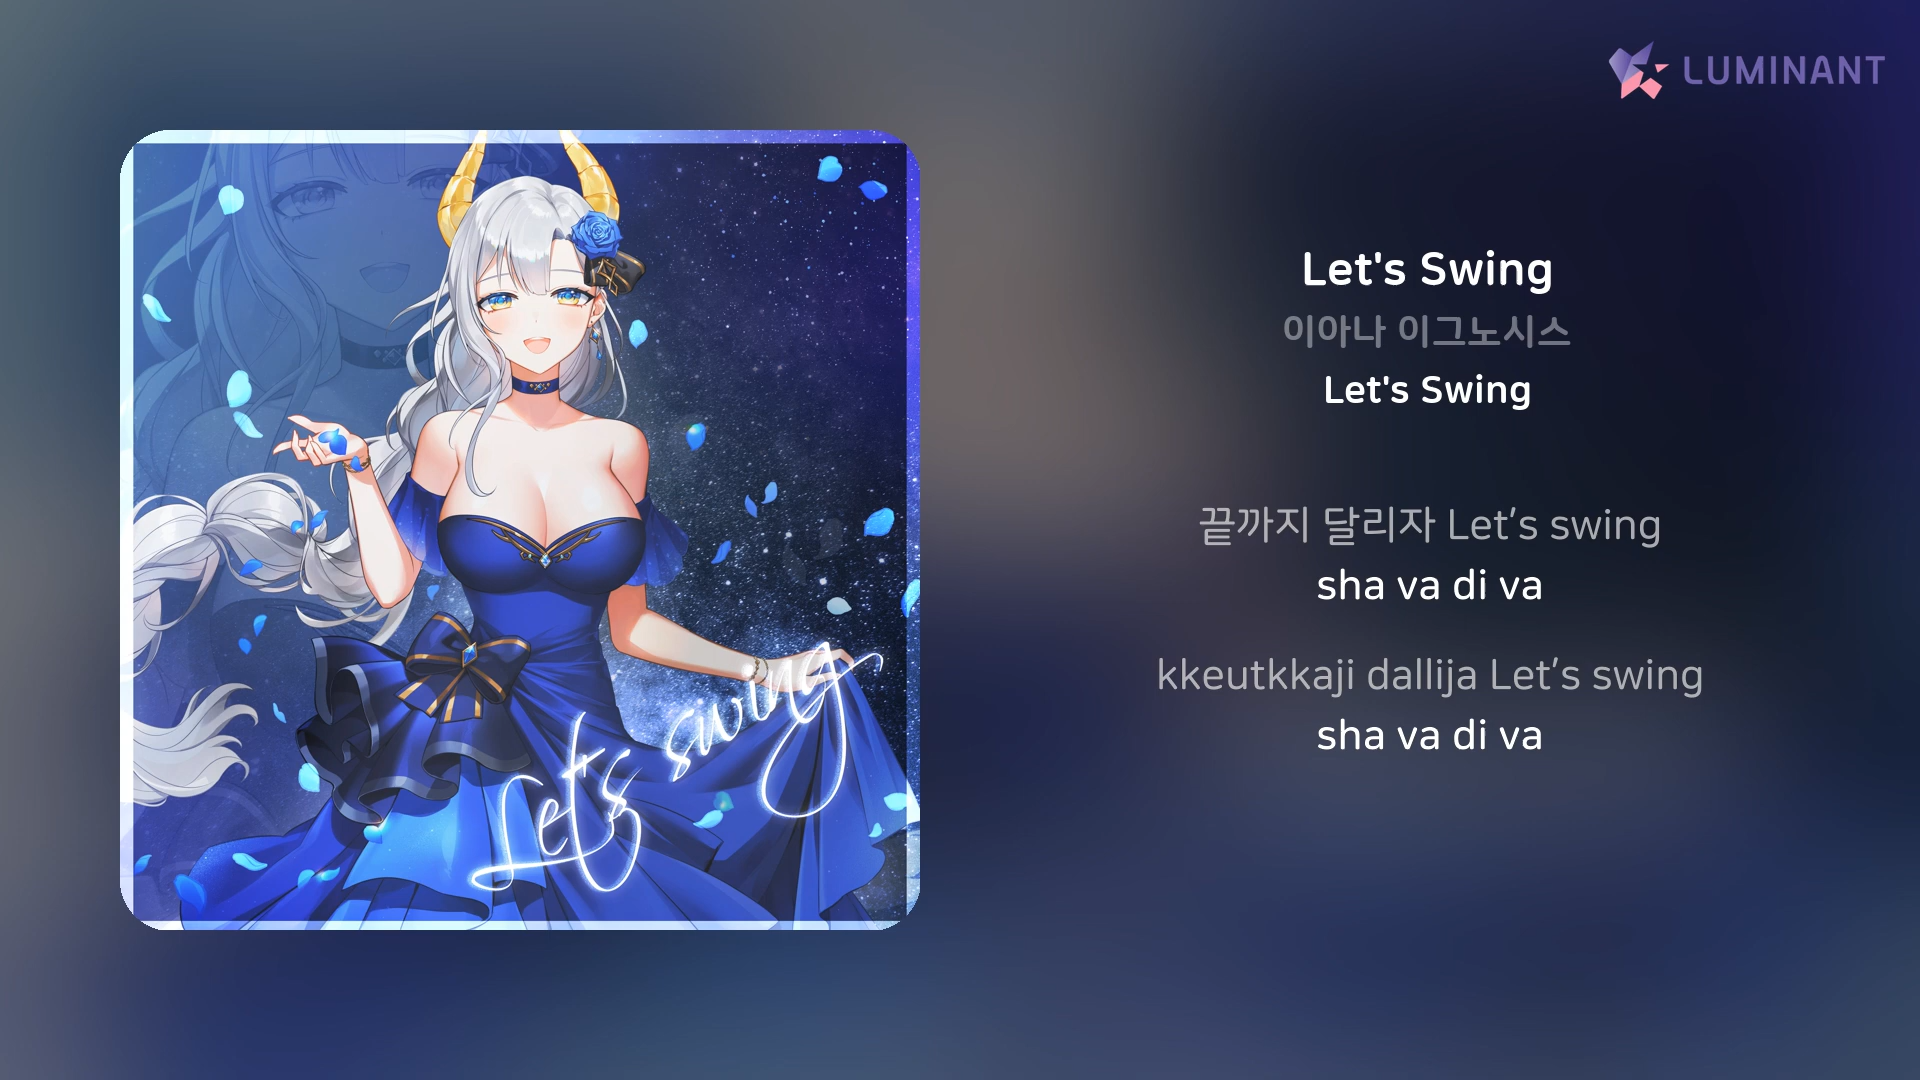 LUMINANT
Let's swing
Let's Swing
이아나 이그노시스
Let's Swing
끝까지 달리자 Let’s swing
sha va di va
kkeutkkaji dallija Let’s swing
sha va di va